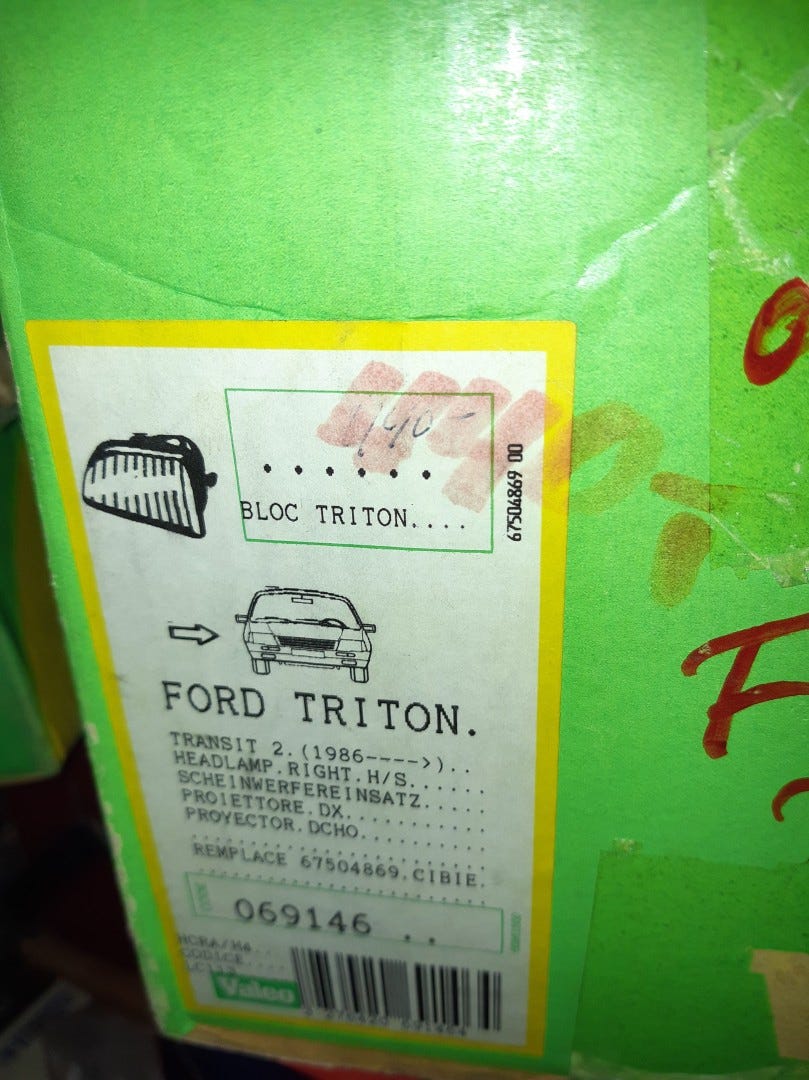 BLOC TRITON....
67504869 00
FORD TRITON.
TRANSIT 2.(1986---->)..
HEADLAMP.RIGHT.H/S......
SCHEINWERFEREINSATZ.....
PROIETTORE.DX...........
PROYECTOR.DCHO..........
REMPLACE 67504869.CIBIE.
069146 ..
CODICE....
Valeo